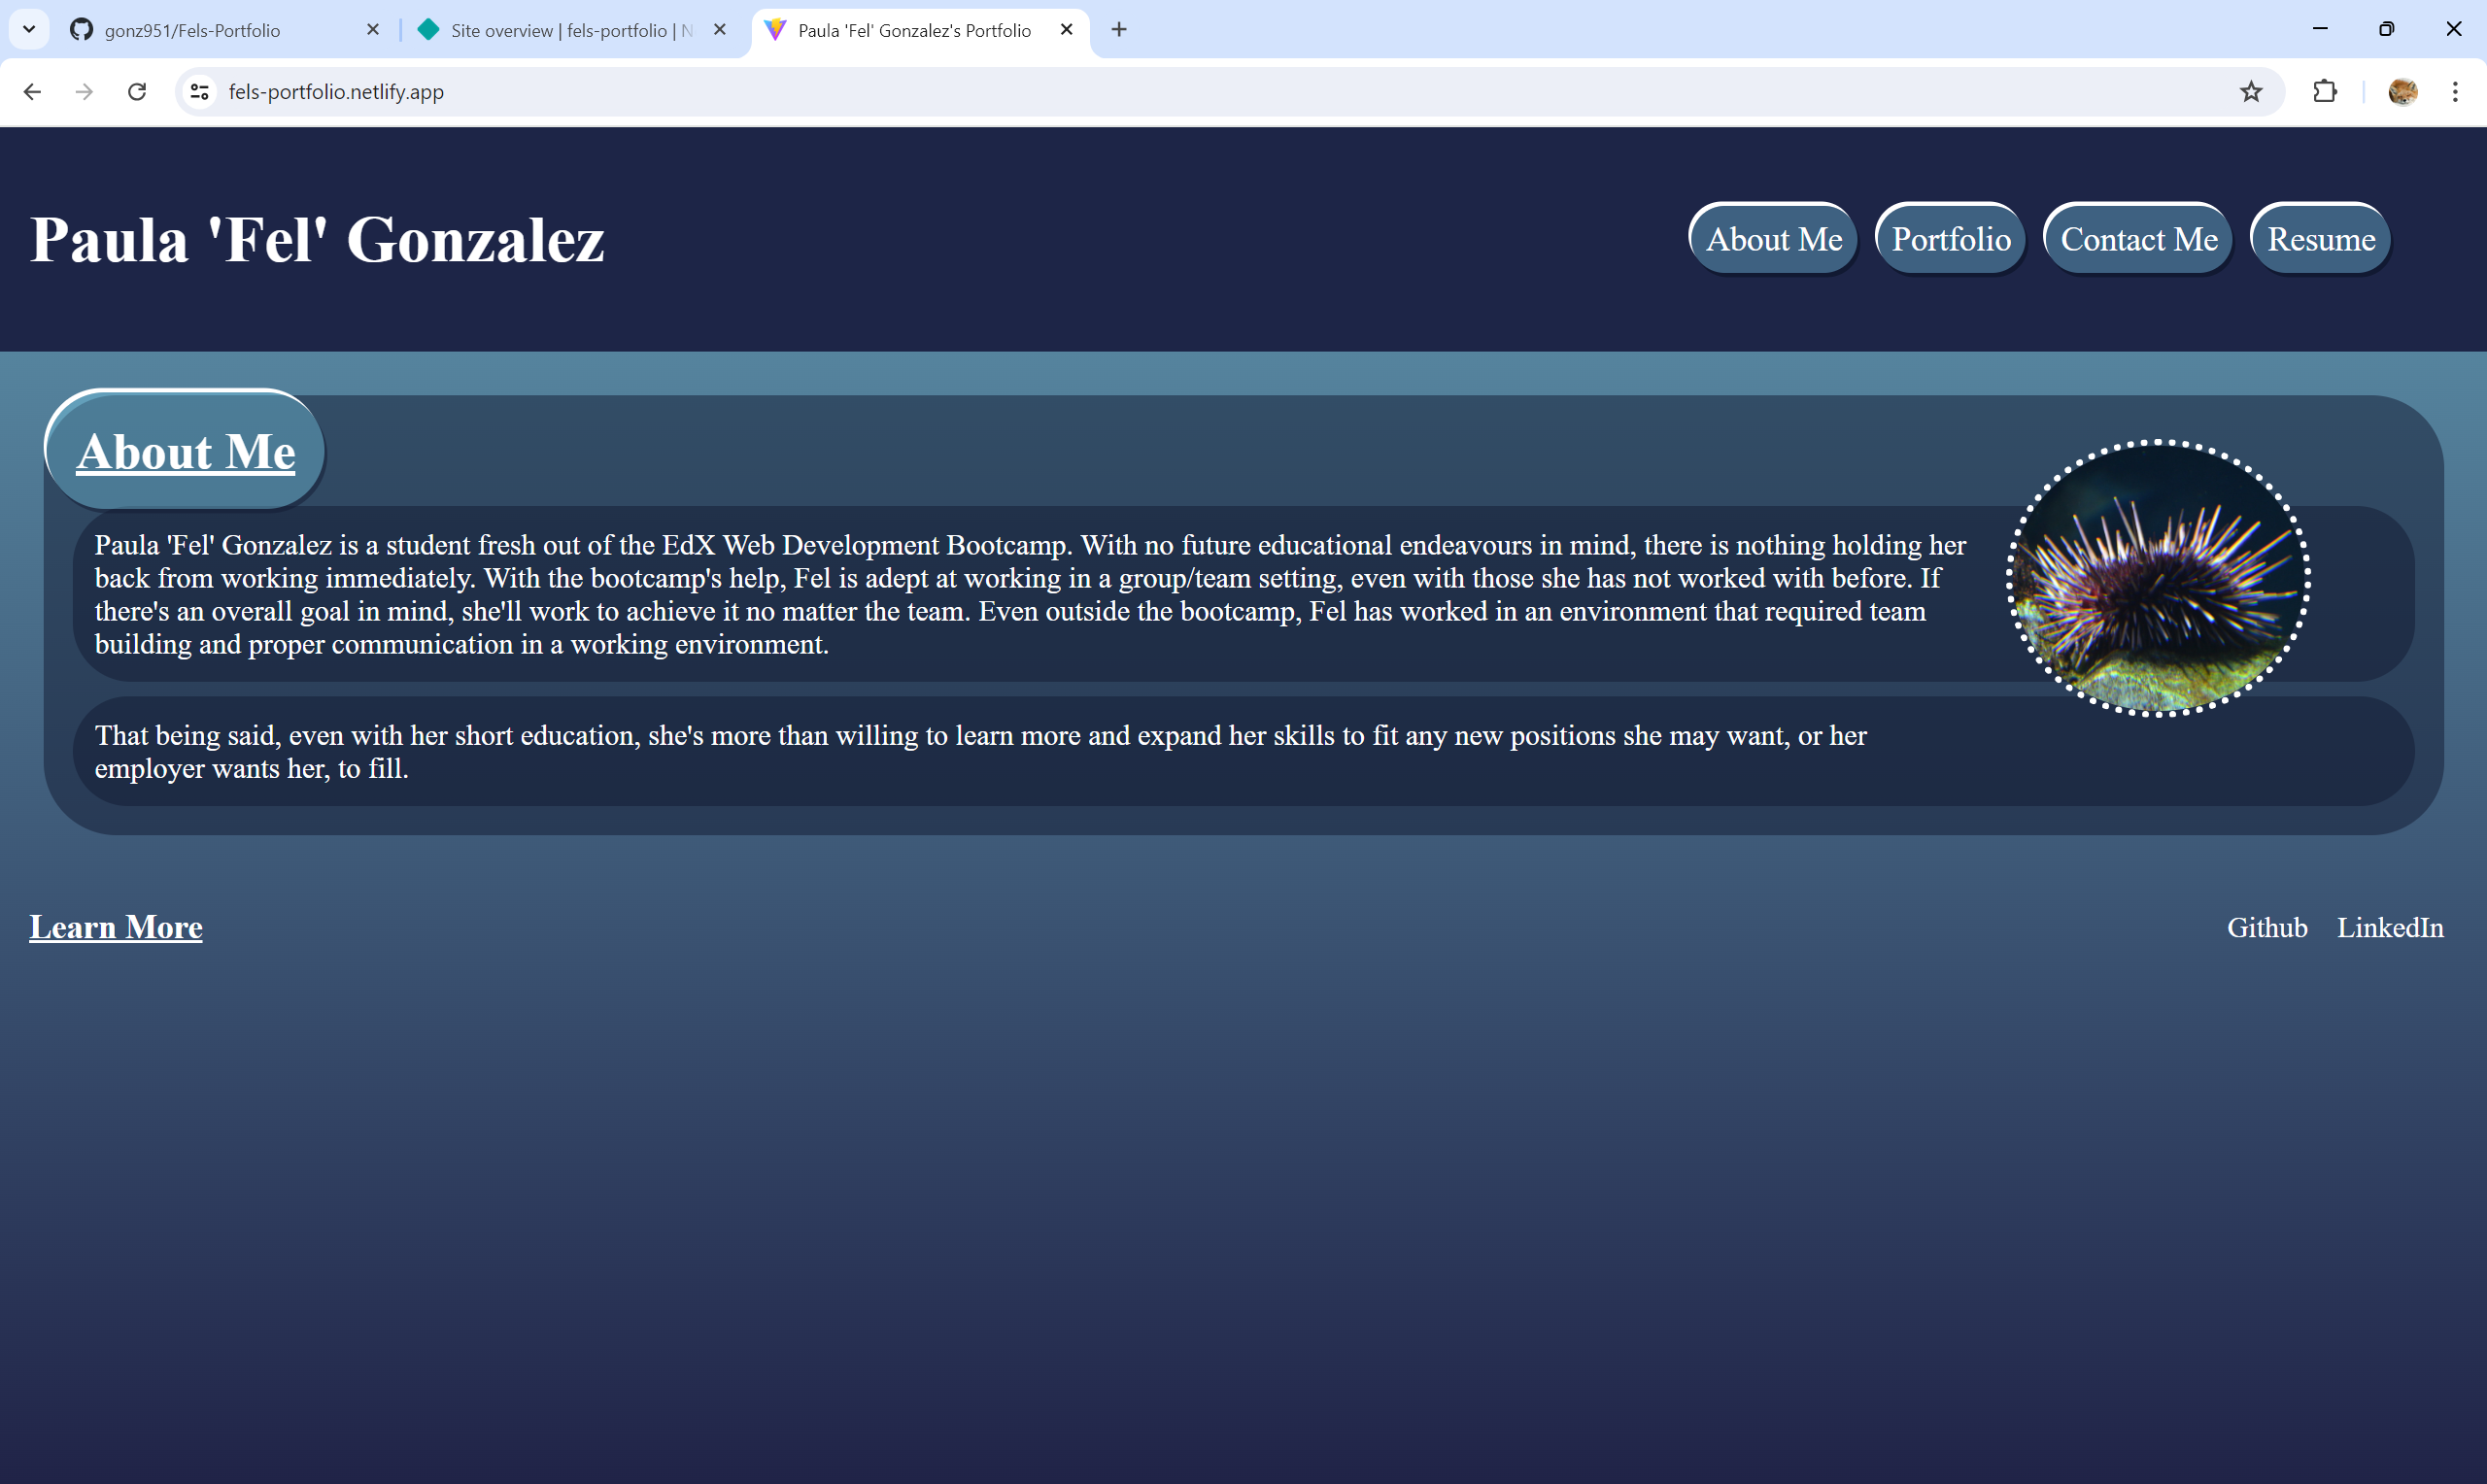 gonz951/Fels-Portfolio
Site overview | fels-portfolio | N
Paula 'Fel' Gonzalez's Portfolio
fels-portfolio.netlify.app
Paula 'Fel' Gonzalez
About Me Portfolio Contact Me Resume
About Me
Paula 'Fel' Gonzalez is a student fresh out of the EdX Web Development Bootcamp. With no future educational endeavours in mind, there is nothing holding her
back from working immediately. With the bootcamp's help, Fel is adept at working in a group/team setting, even with those she has not worked with before. If
there's an overall goal in mind, she'll work to achieve it no matter the team. Even outside the bootcamp, Fel has worked in an environment that required team
building and proper communication in a working environment.
That being said, even with her short education, she's more than willing to learn more and expand her skills to fit any new positions she may want, or her
employer wants her, to fill.
Learn More
Github LinkedIn